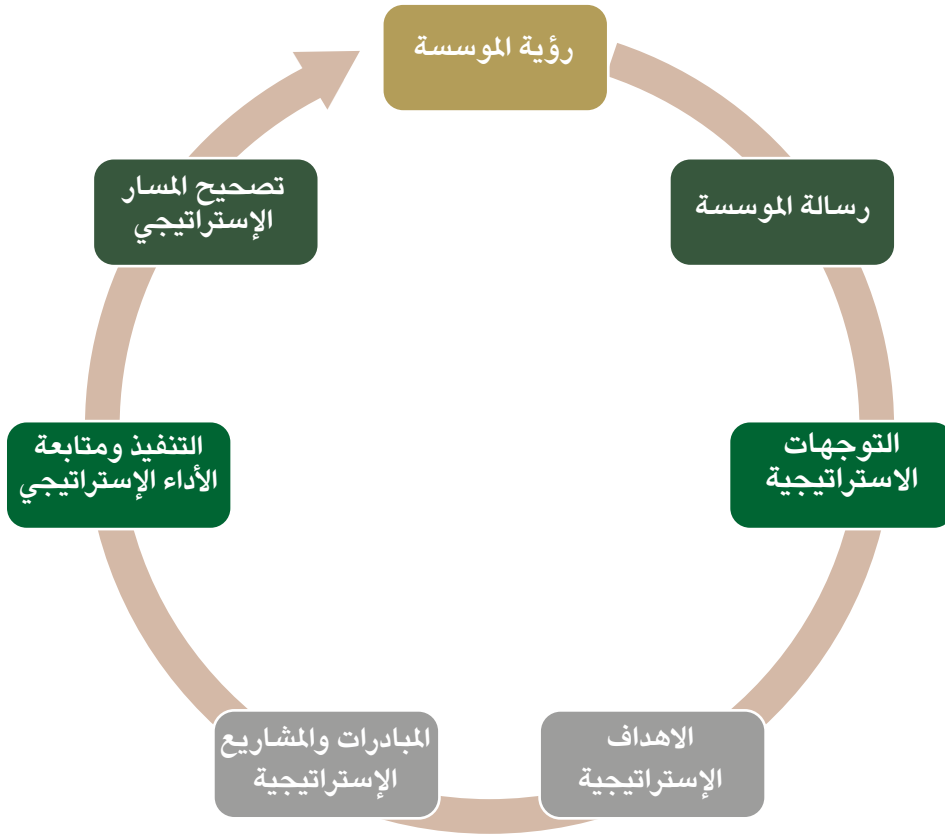 رؤية الموسسة
رسالة الموسسة
التوجهات
الاستراتيجية
الاهداف
الإستراتيجية
المبادرات والمشاريع
الإستراتيجية
التنفيذ ومتابعة
الأداء الإستراتيجي
تصحيح المسار
الإستراتيجي